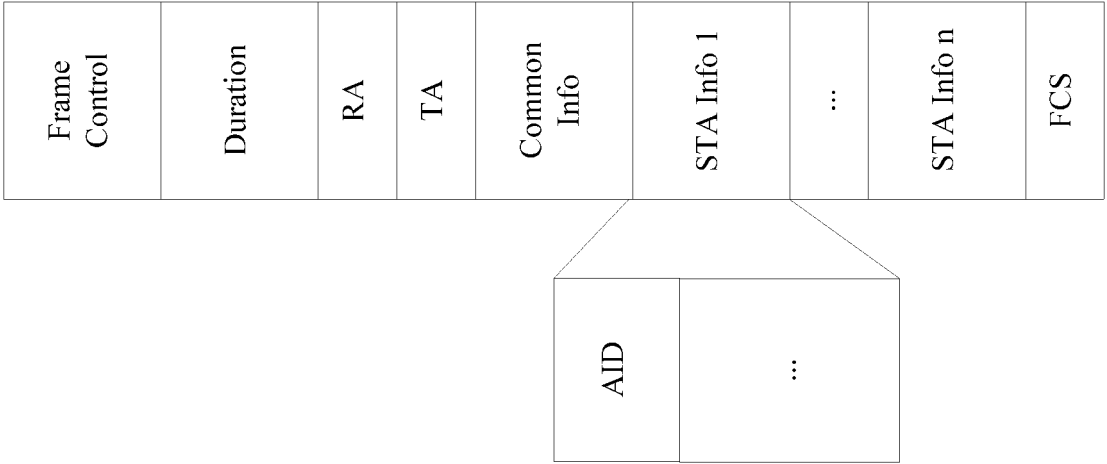 Frame
Control
Duration
RA
TA
Common
Info
STA Info 1
...
STA Info n
FCS
AID
...